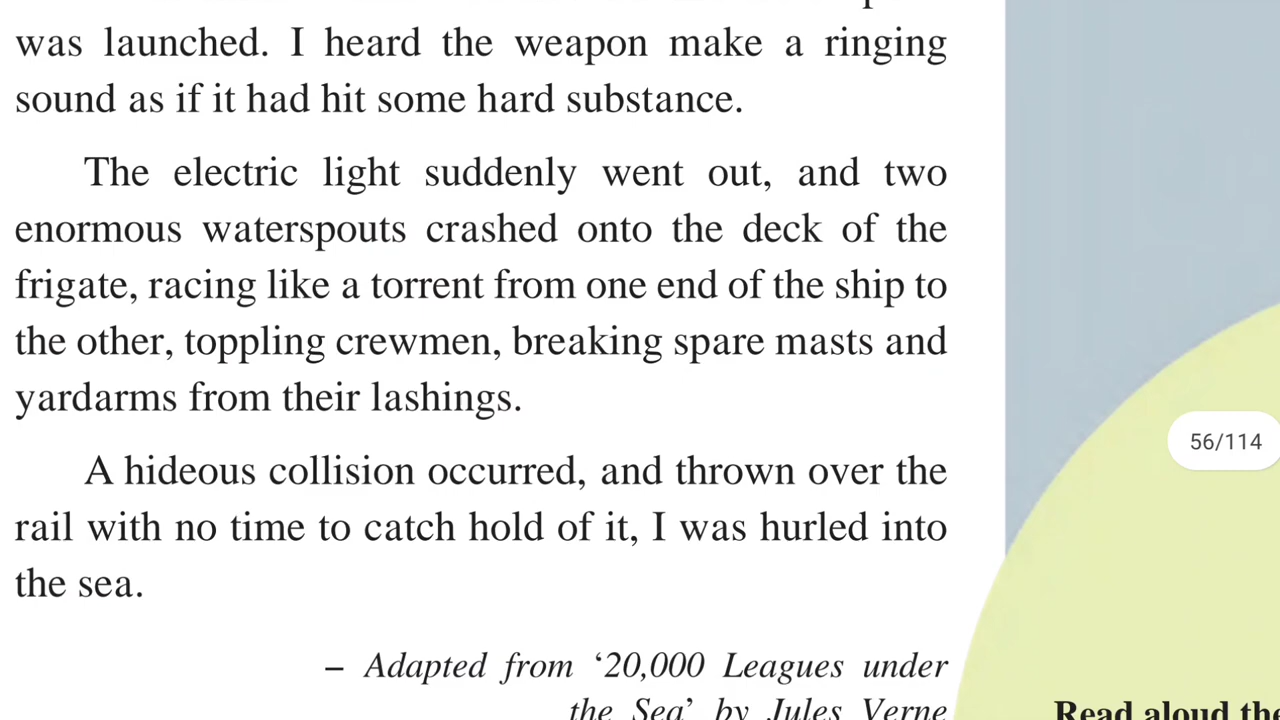 was launched. I heard the weapon make a ringing
sound as if it had hit some hard substance.
The electric light suddenly went out, and two
enormous waterspouts crashed onto the deck of the
frigate, racing like a torrent from one end of the ship to
the other, toppling crewmen, breaking spare masts and
yardarms from their lashings.
A hideous collision occurred, and thrown over the
rail with no time to catch hold of it, I was hurled into
the sea.
– Adapted from ‘20,000 Leagues under
the Sea’ by Jules Verne
56/114
Read aloud the